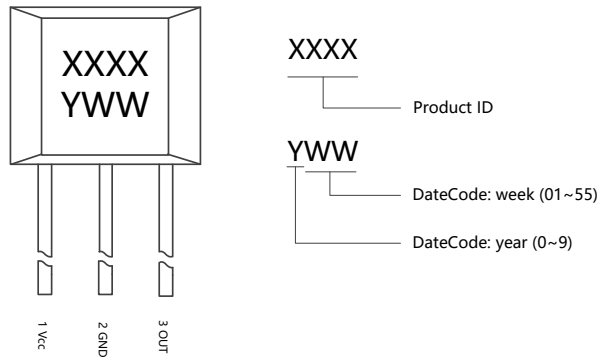 XXXX
YWW
1 Vcc
2 GND
3 OUT
XXXX
Product ID
YWW
DateCode: week (01~55)
DateCode: year (0~9)